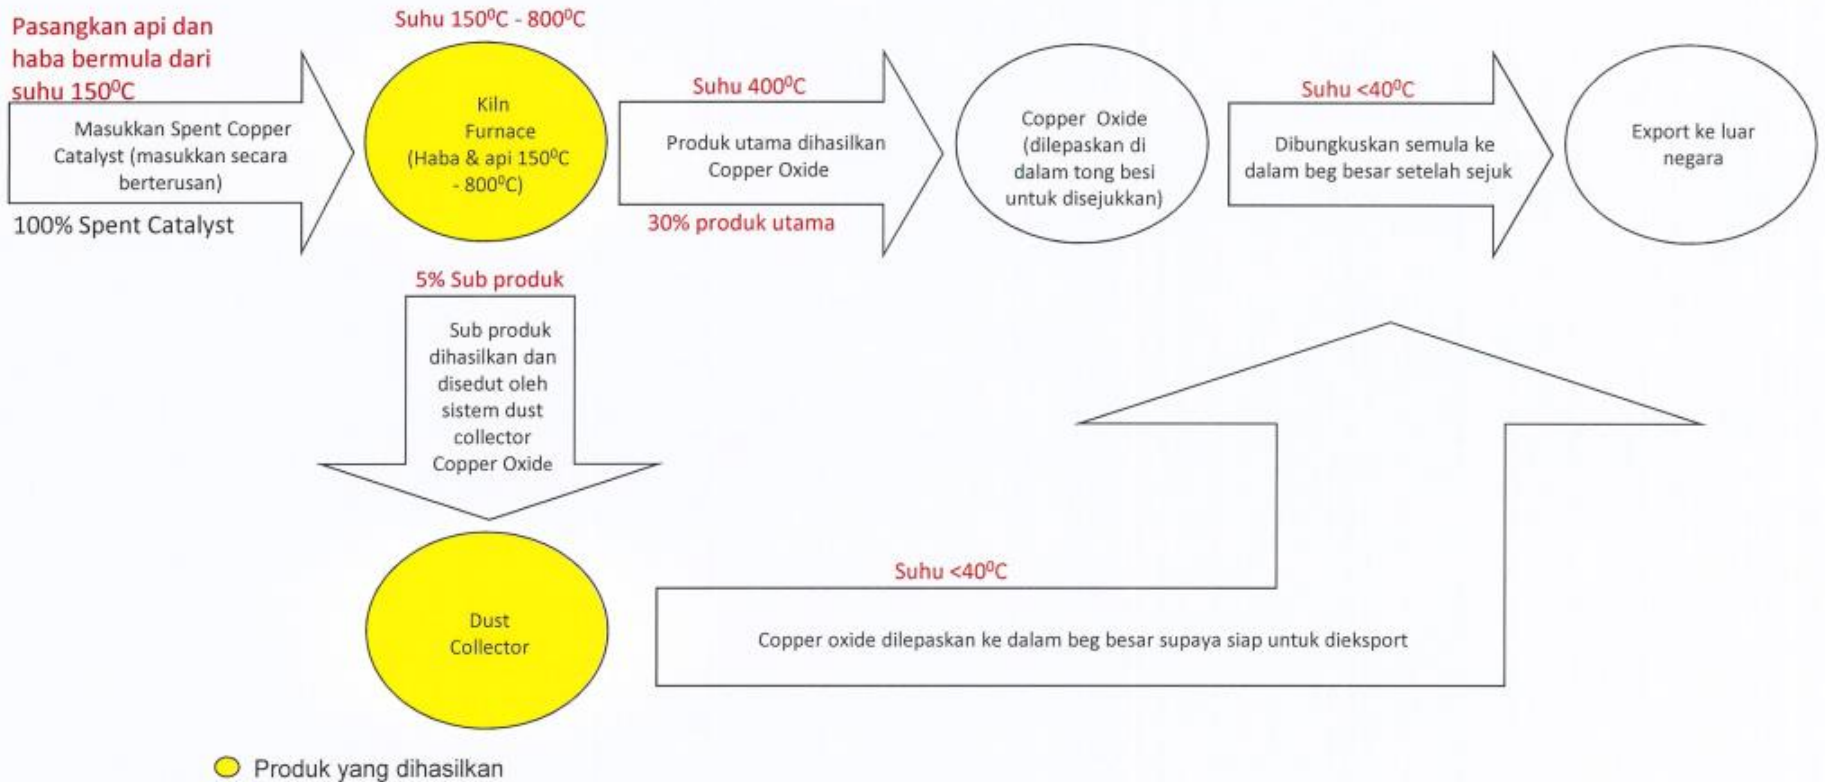 Pasangkan api dan
haba bermula dari
suhu 150⁰C
Masukkan Spent Copper
Catalyst (masukkan secara
berterusan)
100% Spent Catalyst
Suhu 150⁰C - 800⁰C
Kiln
Furnace
(Haba & api 150⁰C
- 800⁰C)
Suhu 400⁰C
Produk utama dihasilkan
Copper Oxide
30% produk utama
Copper Oxide
(dilepaskan di
dalam tong besi
untuk disejukkan)
Suhu <40⁰C
Dibungkuskan semula ke
dalam beg besar setelah sejuk
Export ke luar
negara
5% Sub produk
Sub produk
dihasilkan dan
disedut oleh
sistem dust
collector
Copper Oxide
Dust
Collector
Suhu <40⁰C
Copper oxide dilepaskan ke dalam beg besar supaya siap untuk dieksport
Produk yang dihasilkan